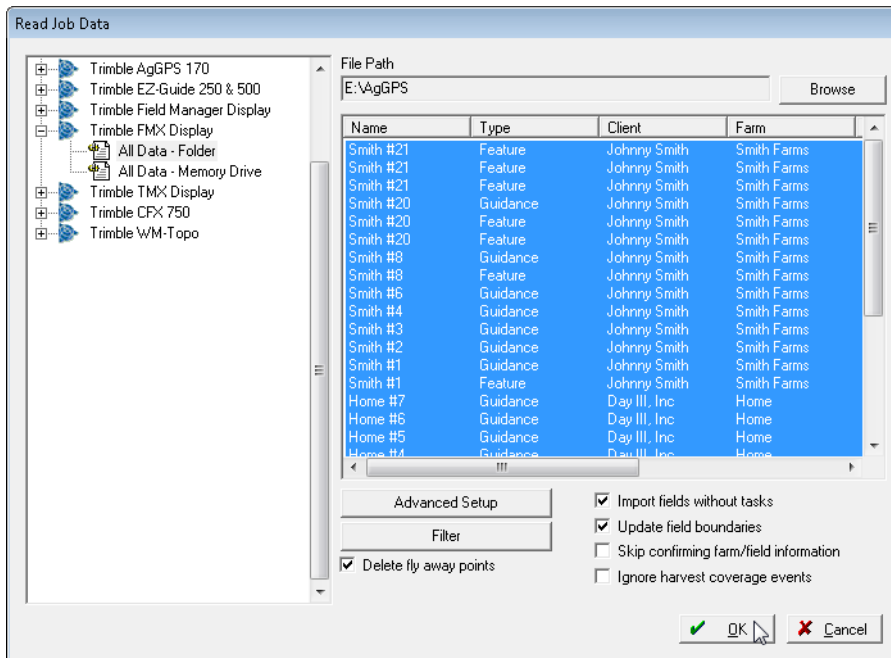 Read Job Data
Trimble AgGPS 170
Trimble EZ-Guide 250 & 500
Trimble Field Manager Display
Trimble FMX Display
All Data - Folder
All Data - Memory Drive
Trimble TMX Display
Trimble CFX 750
Trimble WM-Topo
File Path
E:\AgGPS
Browse
Name Type Client Farm
Smith #21 Feature Johnny Smith Smith Farms
Smith #21 Feature Johnny Smith Smith Farms
Smith #21 Feature Johnny Smith Smith Farms
Smith #20 Guidance Johnny Smith Smith Farms
Smith #20 Feature Johnny Smith Smith Farms
Smith #20 Feature Johnny Smith Smith Farms
Smith #8 Guidance Johnny Smith Smith Farms
Smith #8 Feature Johnny Smith Smith Farms
Smith #6 Guidance Johnny Smith Smith Farms
Smith #4 Guidance Johnny Smith Smith Farms
Smith #3 Guidance Johnny Smith Smith Farms
Smith #2 Guidance Johnny Smith Smith Farms
Smith #1 Guidance Johnny Smith Smith Farms
Smith #1 Feature Johnny Smith Smith Farms
Home #7 Guidance Day III, Inc Home
Home #6 Guidance Day III, Inc Home
Home #5 Guidance Day III, Inc Home
Home #4 Guidance Day III, Inc Home
Advanced Setup
Filter
Delete fly away points
Import fields without tasks
Update field boundaries
Skip confirming farm/field information
Ignore harvest coverage events
OK
Cancel